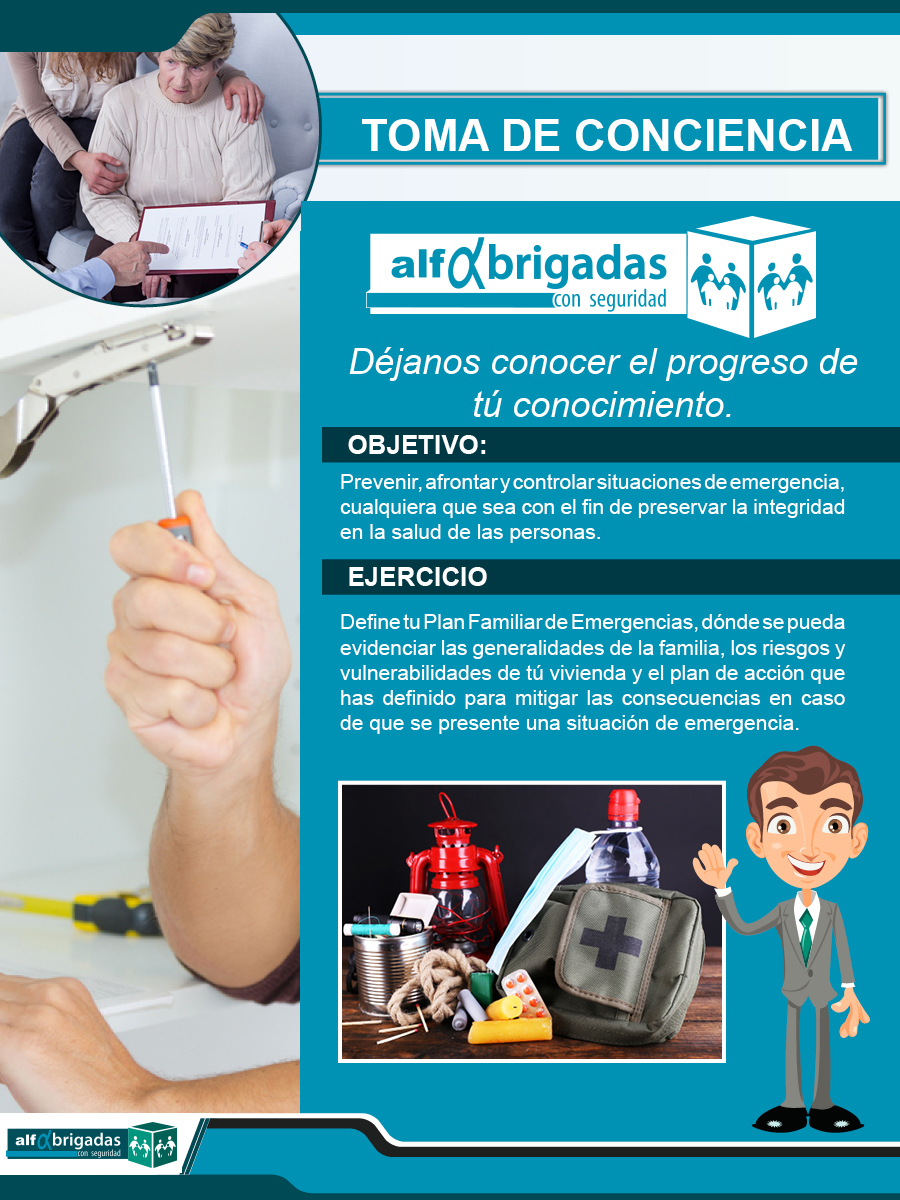 TOMA DE CONCIENCIA
alfαbrigadas
con seguridad
Déjanos conocer el progreso de
tú conocimiento.
OBJETIVO:
Prevenir, afrontar y controlar situaciones de emergencia,
cualquiera que sea con el fin de preservar la integridad
en la salud de las personas.
EJERCICIO
Define tu Plan Familiar de Emergencias, dónde se pueda
evidenciar las generalidades de la familia, los riesgos y
vulnerabilidades de tú vivienda y el plan de acción que
has definido para mitigar las consecuencias en caso
de que se presente una situación de emergencia.
alfαbrigadas
con seguridad